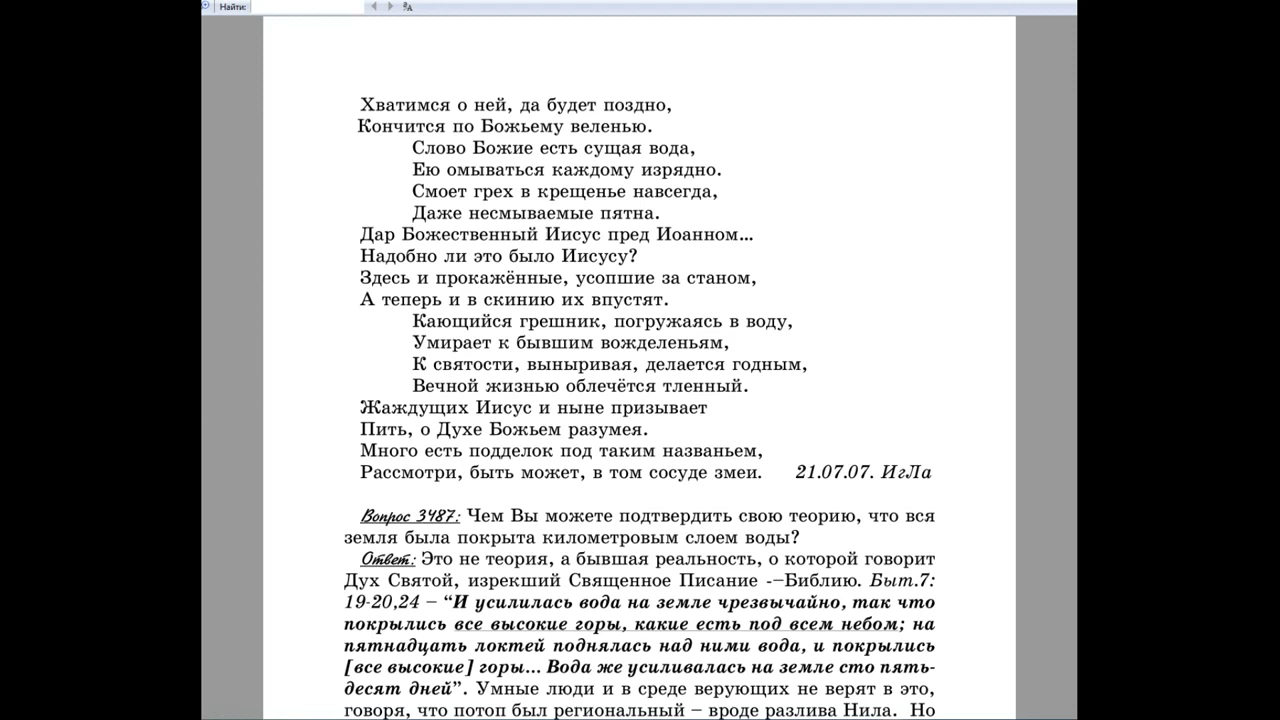 Найти:
Хватимся о ней, да будет поздно,
Кончится по Божьему веленью.
Слово Божие есть сущая вода,
Ею омываться каждому изрядно.
Смоет грех в крещенье навсегда,
Даже несмываемые пятна.
Дар Божественный Иисус пред Иоанном...
Надобно ли это было Иисусу?
Здесь и прокажённые, усопшие за станом,
А теперь и в скинию их впустят.
Кающийся грешник, погружаясь в воду,
Умирает к бывшим вожделеньям,
К святости, выныривая, делается годным,
Вечной жизнью облечётся тленный.
Жаждущих Иисус и ныне призывает
Пить, о Духе Божьем разумея.
Много есть подделок под таким названьем,
Рассмотри, быть может, в том сосуде змеи. 21.07.07. ИгЛа
Вопрос 3487: Чем Вы можете подтвердить свою теорию, что вся
земля была покрыта километровым слоем воды?
Ответ: Это не теория, а бывшая реальность, о которой говорит
Дух Святой, изрекший Священное Писание -–Библию. Быт.7:
19-20,24 – “И усилилась вода на земле чрезвычайно, так что
покрылись все высокие горы, какие есть под всем небом; на
пятнадцать локтей поднялась над ними вода, и покрылись
[все высокие] горы... Вода же усиливалась на земле сто пять-
десят дней”. Умные люди и в среде верующих не верят в это,
говоря, что потоп был региональный – вроде разлива Нила. Но